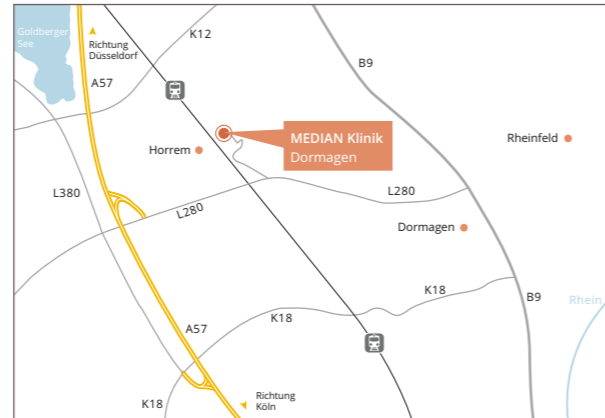 Goldberger
See
Richtung
Düsseldorf
K12
B9
A57
MEDIAN Klinik
Dormagen
Rheinfeld
Horrem
L380
L280
L280
Dormagen
K18
B9
Rhein
K18
A57
Richtung
Köln
K18